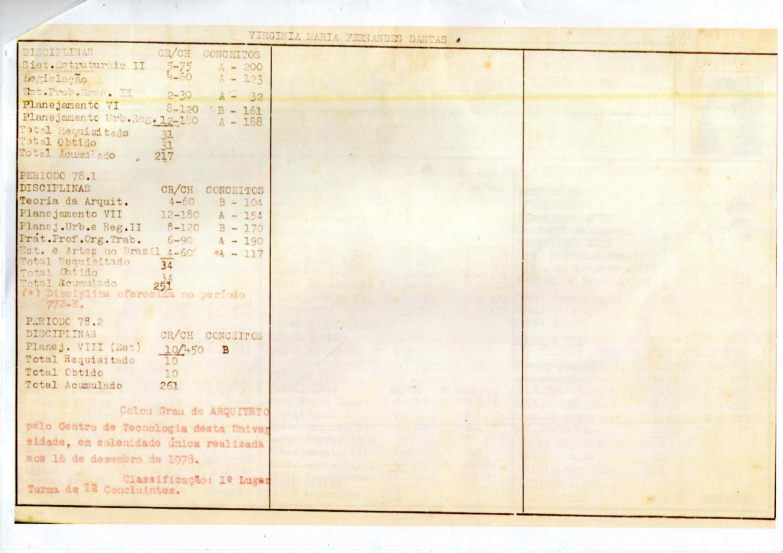 VIRGINIA MARIA FERNANDES DANTAS
DISCIPLINAS CR/CH CONCEITOS
Sist.Estruturais II 5-75 A - 200
Legislação 4-60 A - 123
Est.Prob.Bras. II 2-30 A - 32
Planejamento VI 8-120 B - 161
Planejamento Urb.Reg. 12-180 A - 188
Total Requisitado 31
Total Obtido 31
Total Acumulado 217
PERIODO 78.1
DISCIPLINAS CR/CH CONCEITOS
Teoria da Arquit. 4-60 B - 104
Planejamento VII 12-180 A - 154
Planej.Urb.e Reg.II 8-120 B - 170
Prát.Prof.Org.Trab. 6-90 A - 190
Est. e Artes no Brasil 4-60* *A - 117
Total Requisitado 34
Total Obtido 34
Total Acumulado 251
(*) Disciplina oferecida no período
772-E.
PERIODO 78.2
DISCIPLINAS CR/CH CONCEITOS
Planej. VIII (Est) 10/450 B
Total Requisitado 10
Total Obtido 10
Total Acumulado 261
Colou Grau de ARQUITETO
pelo Centro de Tecnologia desta Univer
sidade, em solenidade única realizada
aos 16 de dezembro de 1978.
Classificação: 1º Lugar
Turma de 12 Concluintes.